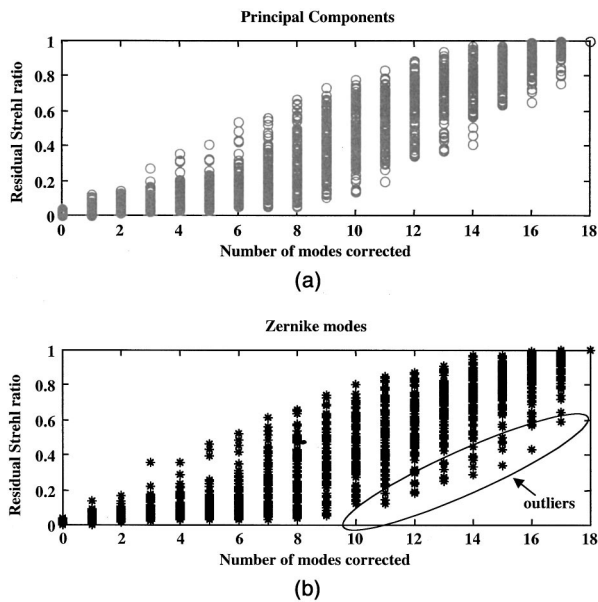 Principal Components
1
0.8
0.6
0.4
0.2
0
Residual Strehl ratio
0 2 4 6 8 10 12 14 16 18
Number of modes corrected
(a)
Zernike modes
1
0.8
0.6
0.4
0.2
0
Residual Strehl ratio
outliers
0 2 4 6 8 10 12 14 16 18
Number of modes corrected
(b)